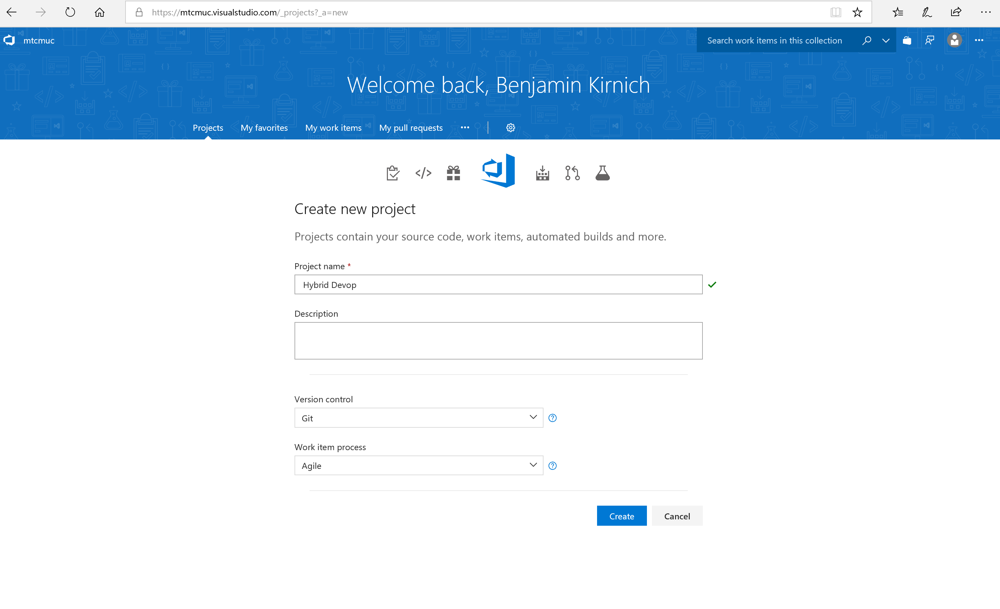 https://mtcmuc.visualstudio.com/_projects?_a=new
mtcmuc
Search work items in this collection
Welcome back, Benjamin Kirnich
Projects My favorites My work items My pull requests
Create new project
Projects contain your source code, work items, automated builds and more.
Project name *
Hybrid Devop
Description
Version control
Git
Work item process
Agile
Create Cancel